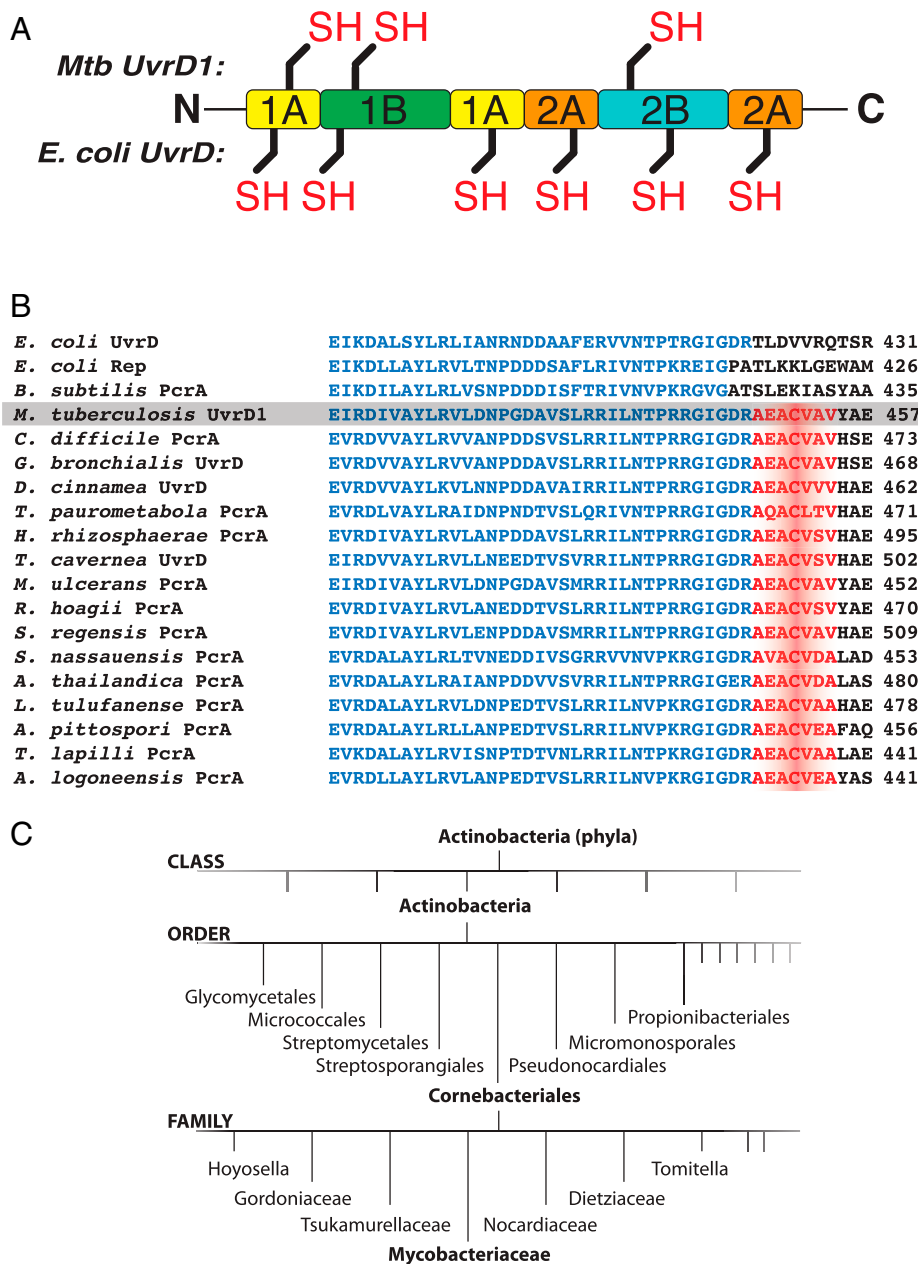 A
SH SH SH
Mtb UvrD1:
N 1A 1B 1A 2A 2B 2A C
E. coli UvrD:
SH SH SH SH SH SH
B
E. coli UvrD EIKDALSYLRLIANRNDDAAFERVVNTPTRGIGDRTLDVVRQTSR 431
E. coli Rep EIKDLLAYLRVLTNPDDDSAFLRIVNTPKREIGPATLKKLGEWAM 426
B. subtilis PcrA EIKDILAYLRLVSNPDDDISFTRIVNVPKRGVGATSLEKIASYAA 435
M. tuberculosis UvrD1 EIRDIVAYLRVLDNPGDAVSLRRILNTPRRGIGDRAEACVAVYAE 457
C. difficile PcrA EVRDVVAYLRVVANPDDSVSLRRILNTPRRGIGDRAEACVAVHSE 473
G. bronchialis UvrD EVRDVVAYLRVVANPDDAVSLRRILNTPRRGIGDRAEACVAVHSE 468
D. cinnamea UvrD EVRDVVAYLKVLNNPDDAVAIRRILNTPRRGIGDRAEACVVVHAE 462
T. paurometabola PcrA EVRDLVAYLRAIDNPNDTVSLQRIVNTPRRGIGDRAQACLTVHAE 471
H. rhizosphaerae PcrA EVRDIVAYLRVLANPDDTVSLRRILNTPRRGIGDRAEACVSVHAE 495
T. cavernea UvrD EIRDVVAYLRVLLNEEDTVSVRRILNTPRRGIGDRAEACVSVHAE 502
M. ulcerans PcrA EIRDIVAYLRVLDNPGDAVSMRRILNTPRRGIGDRAEACVAVYAE 452
R. hoagii PcrA EVRDIVAYLRVLANEDDTVSLRRILNTPRRGIGDRAEACVSVYAE 470
S. regensis PcrA EVRDIVAYLRVLENPDDAVSMRRILNTPRRGIGDRAEACVAVHAE 509
S. nassauensis PcrA EVRDALAYLRLTVNEDDIVSGRRVVNVPKRGIGDRAVACVDALAD 453
A. thailandica PcrA EVRDALAYLRAIANPDDVVSVRRILNTPKRGIGERAEACVDALAS 480
L. tulufanense PcrA EVRDALAYLRVLDNPEDTVSLRRILNTPKRGIGDRAEACVAAHAE 478
A. pittospori PcrA EVRDALAYLRLLANPEDTVSLRRILNVPKRGIGDRAEACVEAFAQ 456
T. lapilli PcrA EVKDALAYLRVISNPTDTVNLRRILNVPKRGIGDRAEACVAALAE 441
A. logoneensis PcrA EVRDLLAYLRVLANPEDTVSLRRILNVPKRGIGDRAEACVEAYAS 441
C
Actinobacteria (phyla)
CLASS
Actinobacteria
ORDER
Glycomycetales
Propionibacteriales
Micrococcales
Streptomycetales Micromonosporales
Streptosporangiales Pseudonocardiales
Cornebacteriales
FAMILY
Hoyosella Tomitella
Gordoniaceae Dietziaceae
Tsukamurellaceae Nocardiaceae
Mycobacteriaceae